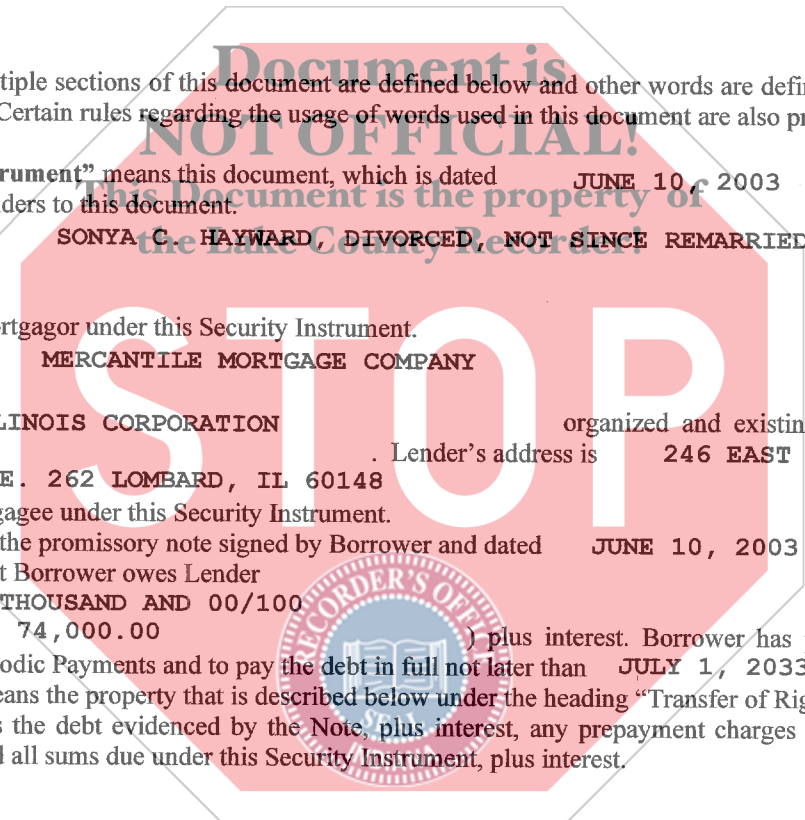 Document is
tiple sections of this document are defined below and other words are defi
Certain rules regarding the usage of words used in this document are also pr
NOT OFFICIAL!
rument” means this document, which is dated JUNE 10, 2003
This Document is the property of
ders to this document.
the Lake County Recorder!
SONYA C. HAYWARD, DIVORCED, NOT SINCE REMARRIED
STOP
rtgagor under this Security Instrument.
MERCANTILE MORTGAGE COMPANY
LINOIS CORPORATION organized and existin
. Lender's address is 246 EAST
E. 262 LOMBARD, IL 60148
gagee under this Security Instrument.
the promissory note signed by Borrower and dated JUNE 10, 2003
t Borrower owes Lender
THOUSAND AND 00/100
74,000.00 ) plus interest. Borrower has
odic Payments and to pay the debt in full not later than JULY 1, 2033
eans the property that is described below under the heading “Transfer of Rig
s the debt evidenced by the Note, plus interest, any prepayment charges
l all sums due under this Security Instrument, plus interest.
RECORDER'S OFFIC
SEAL
INDIANA